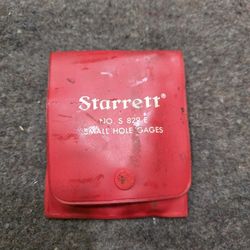 Starrett®
NO. S 829 E
SMALL HOLE GAGES